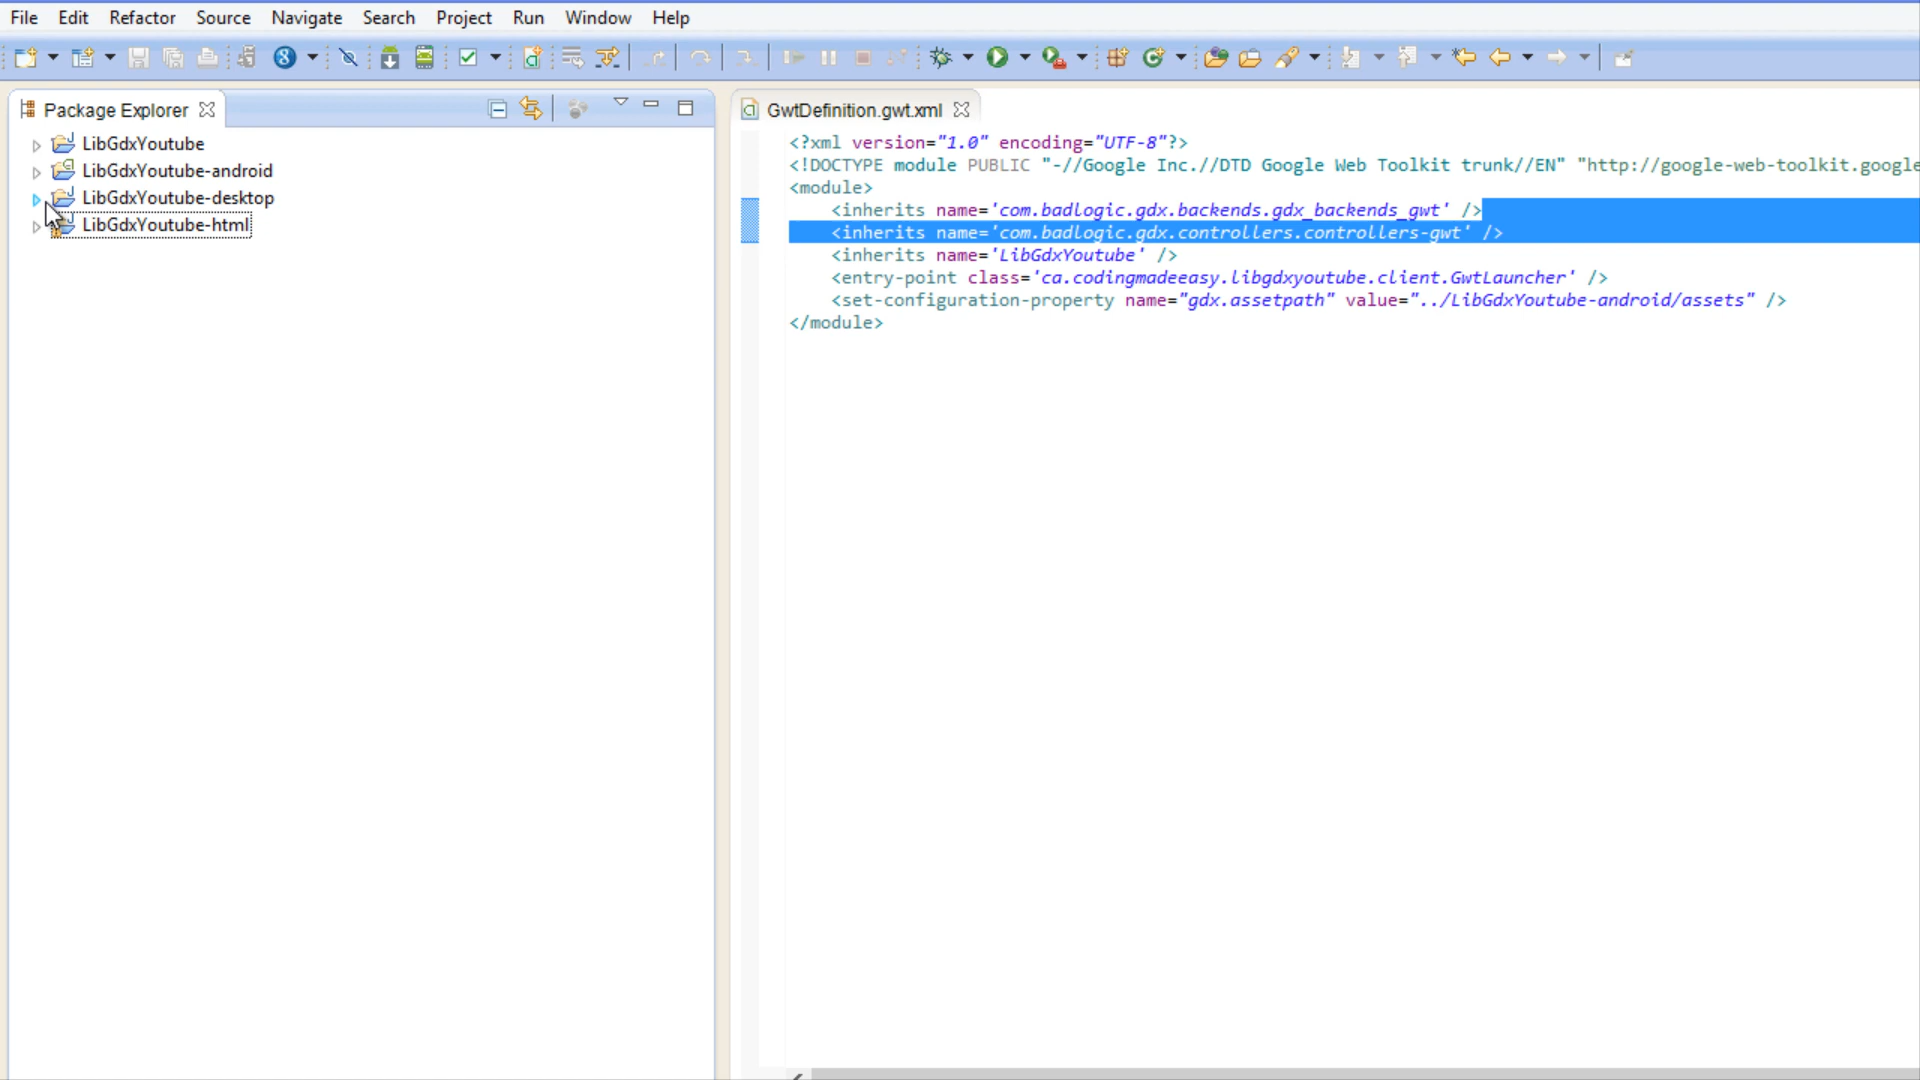 File Edit Refactor Source Navigate Search Project Run Window Help
Package Explorer
LibGdxYoutube
LibGdxYoutube-android
LibGdxYoutube-desktop
LibGdxYoutube-html
GwtDefinition.gwt.xml
<?xml version="1.0" encoding="UTF-8"?>
<!DOCTYPE module PUBLIC "-//Google Inc.//DTD Google Web Toolkit trunk//EN" "http://google-web-toolkit.google
<module>
<inherits name='com.badlogic.gdx.backends.gdx_backends_gwt' />
<inherits name='com.badlogic.gdx.controllers.controllers-gwt' />
<inherits name='LibGdxYoutube' />
<entry-point class='ca.codingmadeeasy.libgdxyoutube.client.GwtLauncher' />
<set-configuration-property name="gdx.assetpath" value="../LibGdxYoutube-android/assets" />
</module>